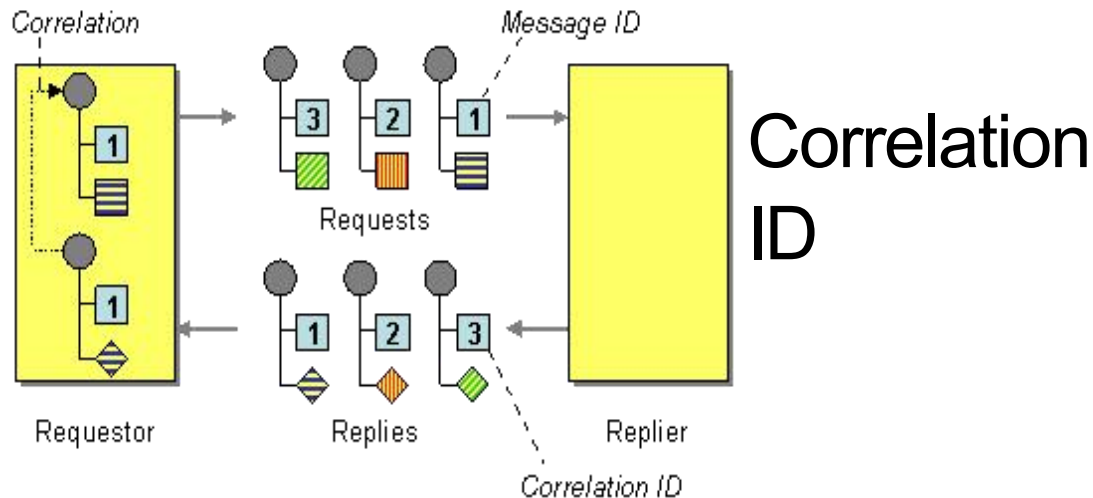 Correlation
Message ID
1
3
2
1
Requests
Correlation
ID
1
1
2
3
Requestor
Replies
Replier
Correlation ID